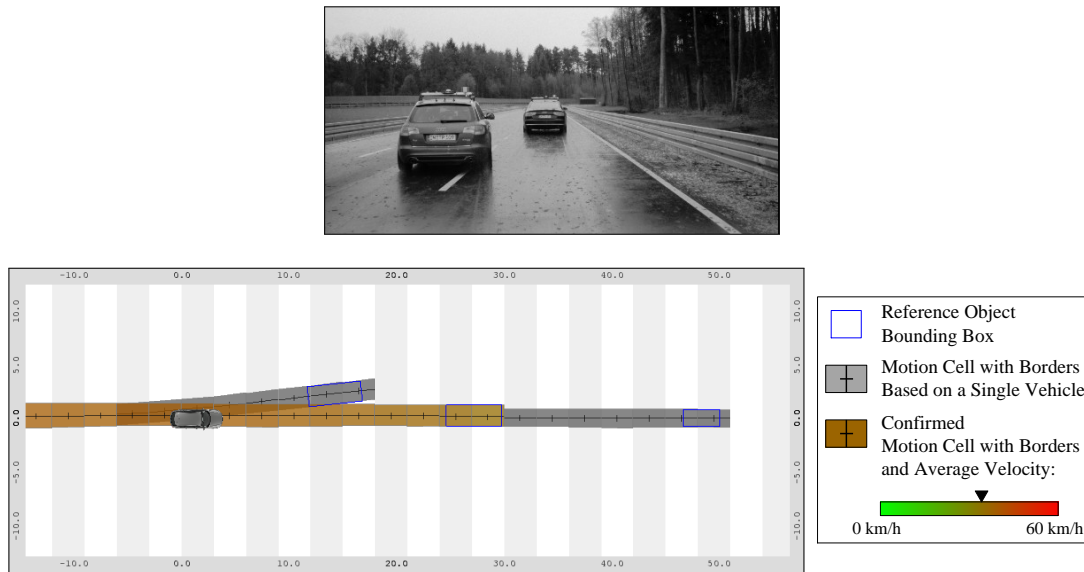 -10.0 0.0 10.0 20.0 30.0 40.0 50.0
10.0 10.0
5.0 5.0
0.0 0.0
-5.0 -5.0
-10.0 -10.0
-10.0 0.0 10.0 20.0 30.0 40.0 50.0
Reference Object
Bounding Box
Motion Cell with Borders
Based on a Single Vehicle
Confirmed
Motion Cell with Borders
and Average Velocity:
0 km/h 60 km/h